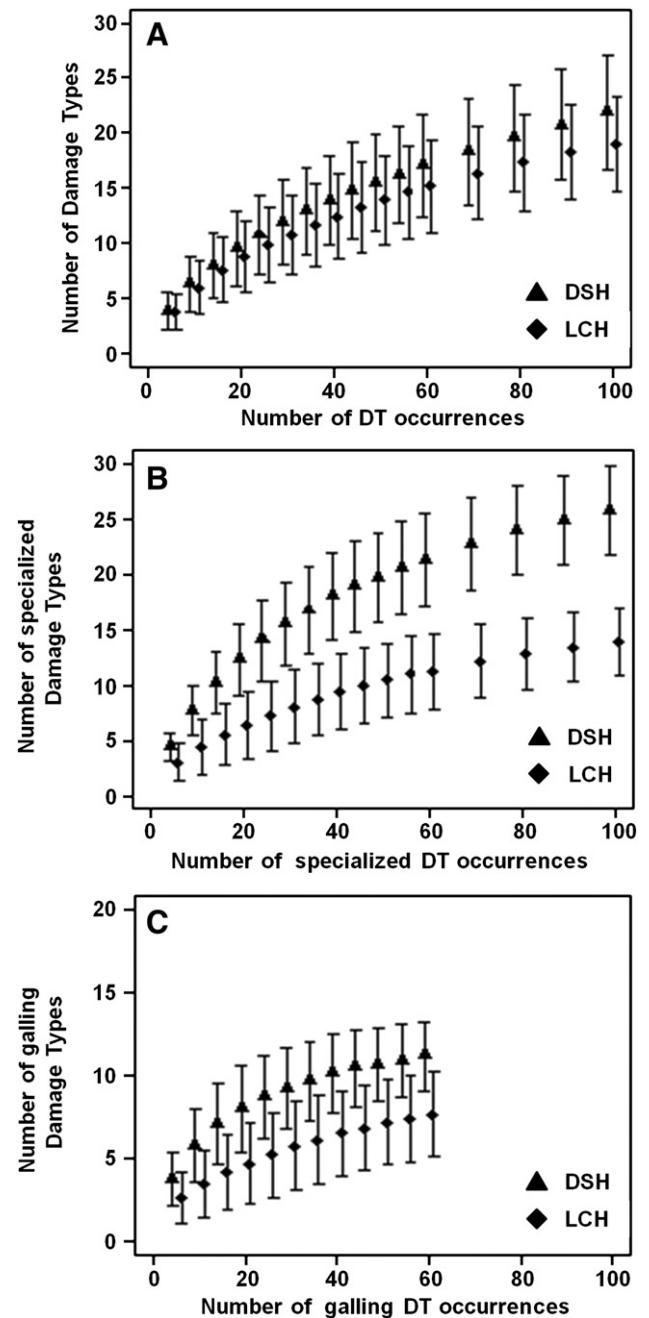 A
Number of Damage Types
30
25
20
15
10
5
0
DSH
LCH
0 20 40 60 80 100
Number of DT occurrences
B
Number of specialized
Damage Types
30
25
20
15
10
5
0
DSH
LCH
0 20 40 60 80 100
Number of specialized DT occurrences
C
Number of galling
Damage Types
20
15
10
5
0
DSH
LCH
0 20 40 60 80 100
Number of galling DT occurrences